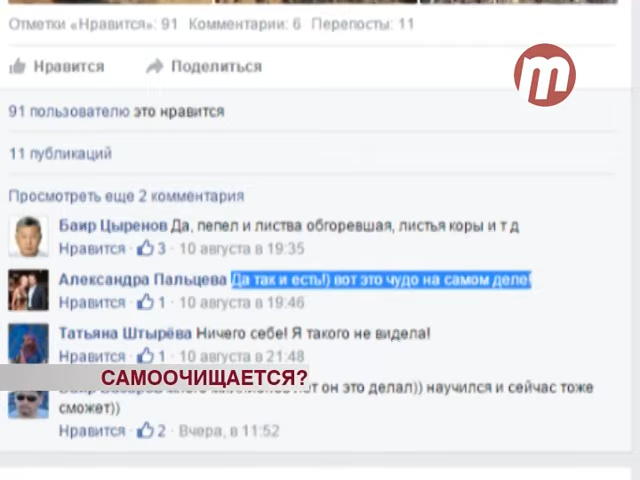 Отметки «Нравится»: 91 Комментарии: 6 Перепосты: 11
m
Нравится Поделиться
91 пользователю это нравится
11 публикаций
Просмотреть еще 2 комментария
Баир Цыренов Да, пепел и листва обгоревшая, листья коры и т д
Нравится · 3 · 10 августа в 19:35
Александра Пальцева Да так и есть!) вот это чудо на самом деле!
Нравится · 1 · 10 августа в 19:46
Татьяна Штырёва Ничего себе! Я такого не видела!
Нравится · 1 · 10 августа в 21:48
САМООЧИЩАЕТСЯ?
он это делал)) научился и сейчас тоже
сможет))
Нравится · 2 · Вчера, в 11:52